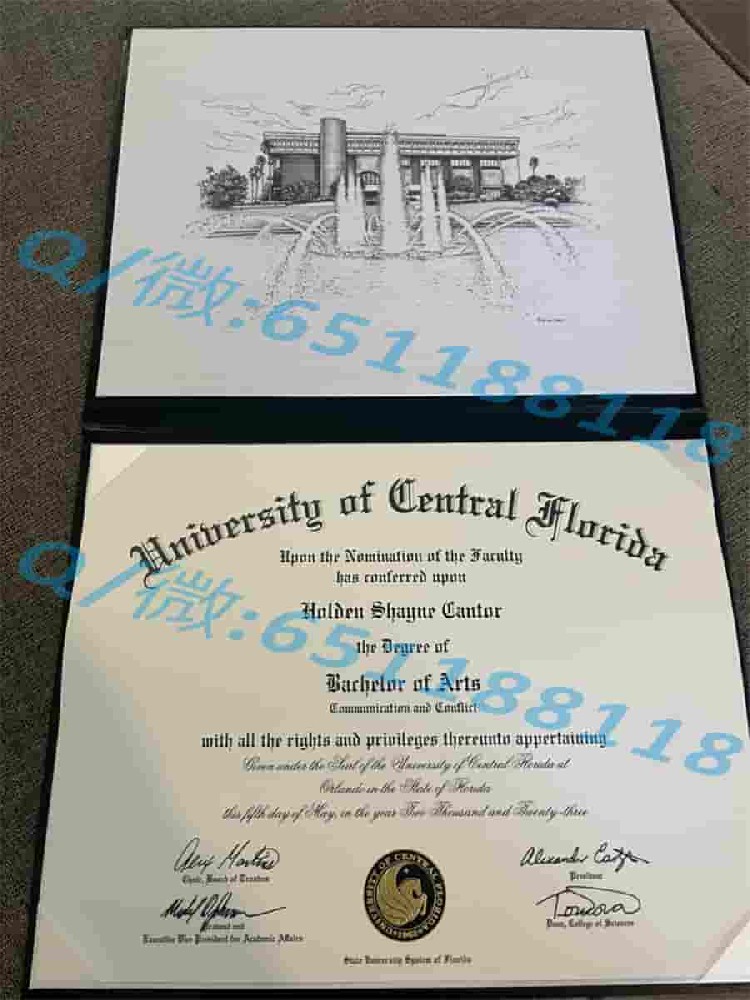 Q/微:651188118
University of Central Florida
Upon the Nomination of the Faculty
has conferred upon
Holden Shayne Cantor
Q/微:651188118
the Degree of
Bachelor of Arts
Communication and Conflict
with all the rights and privileges thereunto appertaining
Given under the Seal of the University of Central Florida at
Orlando in the State of Florida
this fifth day of May, in the year Two Thousand and Twenty-three
Chair, Board of Trustees
President
Provost and
Executive Vice President for Academic Affairs
Dean, College of Sciences
UNIVERSITY OF CENTRAL FLORIDA
State University System of Florida